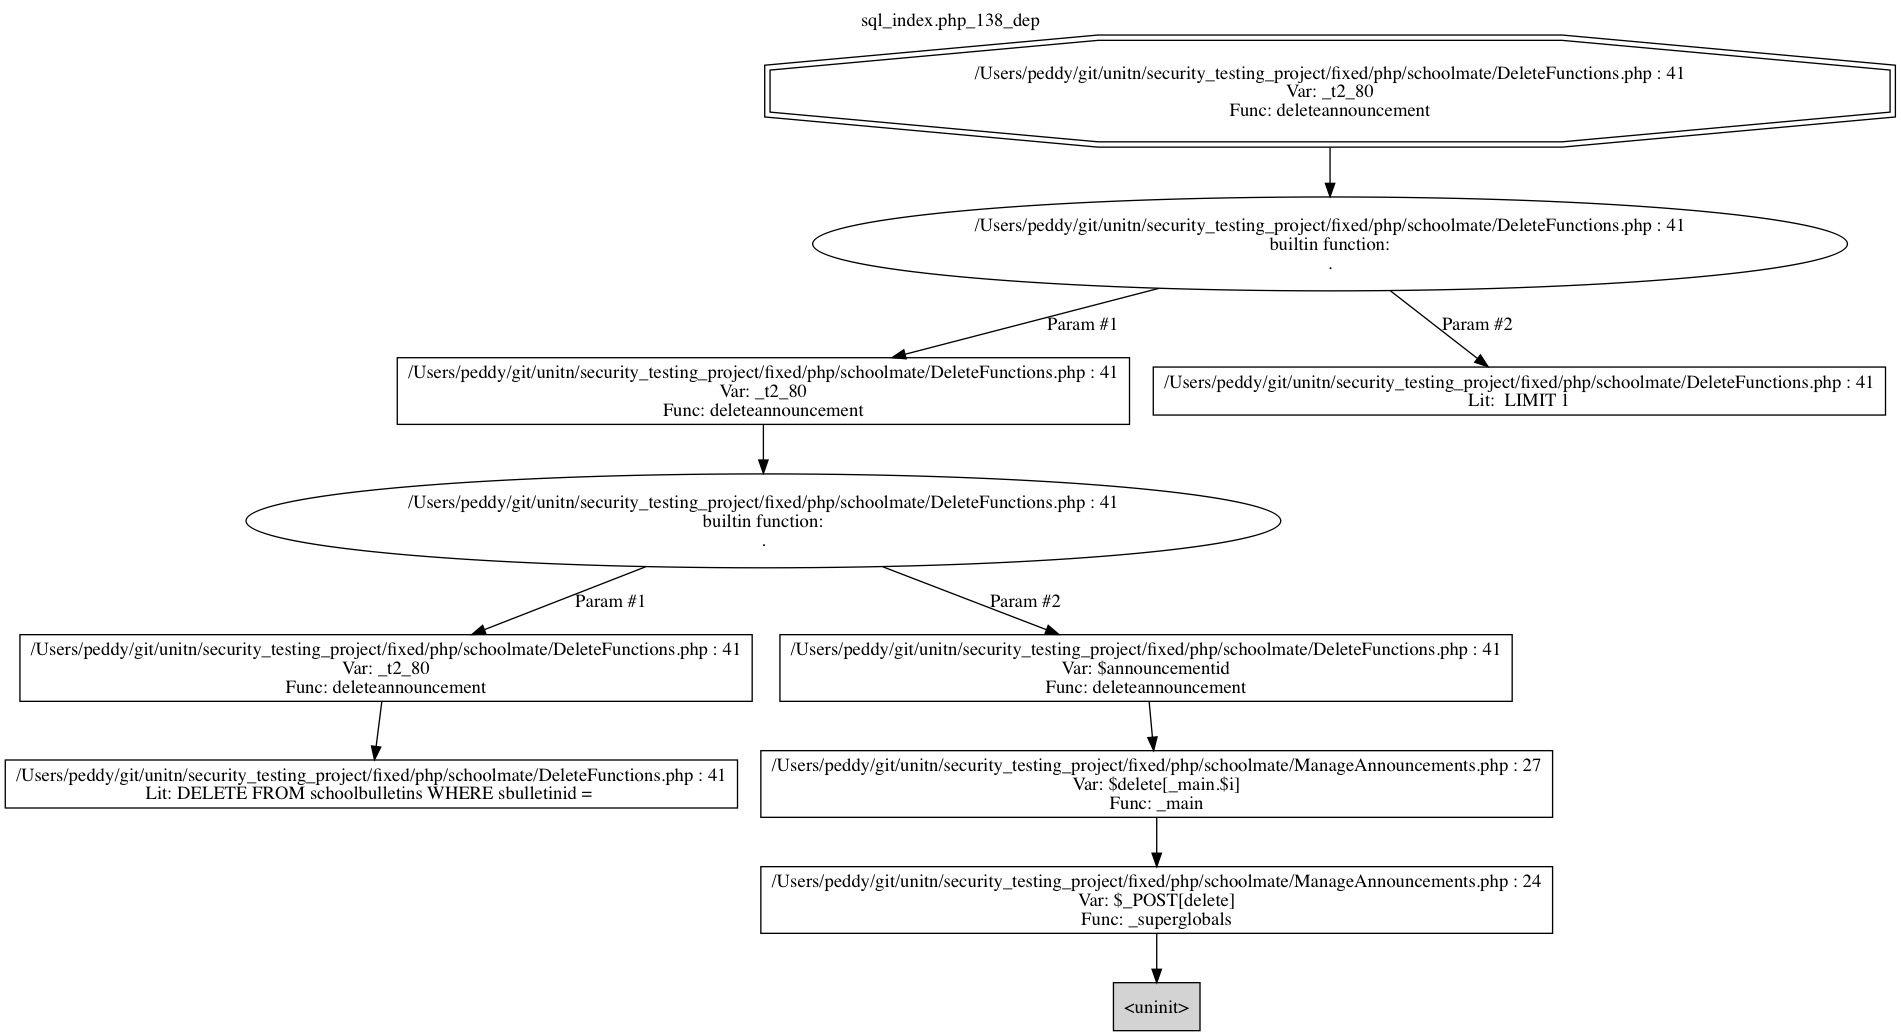 sql_index.php_138_dep
/Users/peddy/git/unitn/security_testing_project/fixed/php/schoolmate/DeleteFunctions.php : 41
Var: _t2_80
Func: deleteannouncement
/Users/peddy/git/unitn/security_testing_project/fixed/php/schoolmate/DeleteFunctions.php : 41
builtin function:
.
Param #1
Param #2
/Users/peddy/git/unitn/security_testing_project/fixed/php/schoolmate/DeleteFunctions.php : 41
Var: _t2_80
Func: deleteannouncement
/Users/peddy/git/unitn/security_testing_project/fixed/php/schoolmate/DeleteFunctions.php : 41
Lit:  LIMIT 1
/Users/peddy/git/unitn/security_testing_project/fixed/php/schoolmate/DeleteFunctions.php : 41
builtin function:
.
Param #1
Param #2
/Users/peddy/git/unitn/security_testing_project/fixed/php/schoolmate/DeleteFunctions.php : 41
Var: _t2_80
Func: deleteannouncement
/Users/peddy/git/unitn/security_testing_project/fixed/php/schoolmate/DeleteFunctions.php : 41
Var: $announcementid
Func: deleteannouncement
/Users/peddy/git/unitn/security_testing_project/fixed/php/schoolmate/DeleteFunctions.php : 41
Lit: DELETE FROM schoolbulletins WHERE sbulletinid =
/Users/peddy/git/unitn/security_testing_project/fixed/php/schoolmate/ManageAnnouncements.php : 27
Var: $delete[_main.$i]
Func: _main
/Users/peddy/git/unitn/security_testing_project/fixed/php/schoolmate/ManageAnnouncements.php : 24
Var: $_POST[delete]
Func: _superglobals
<uninit>